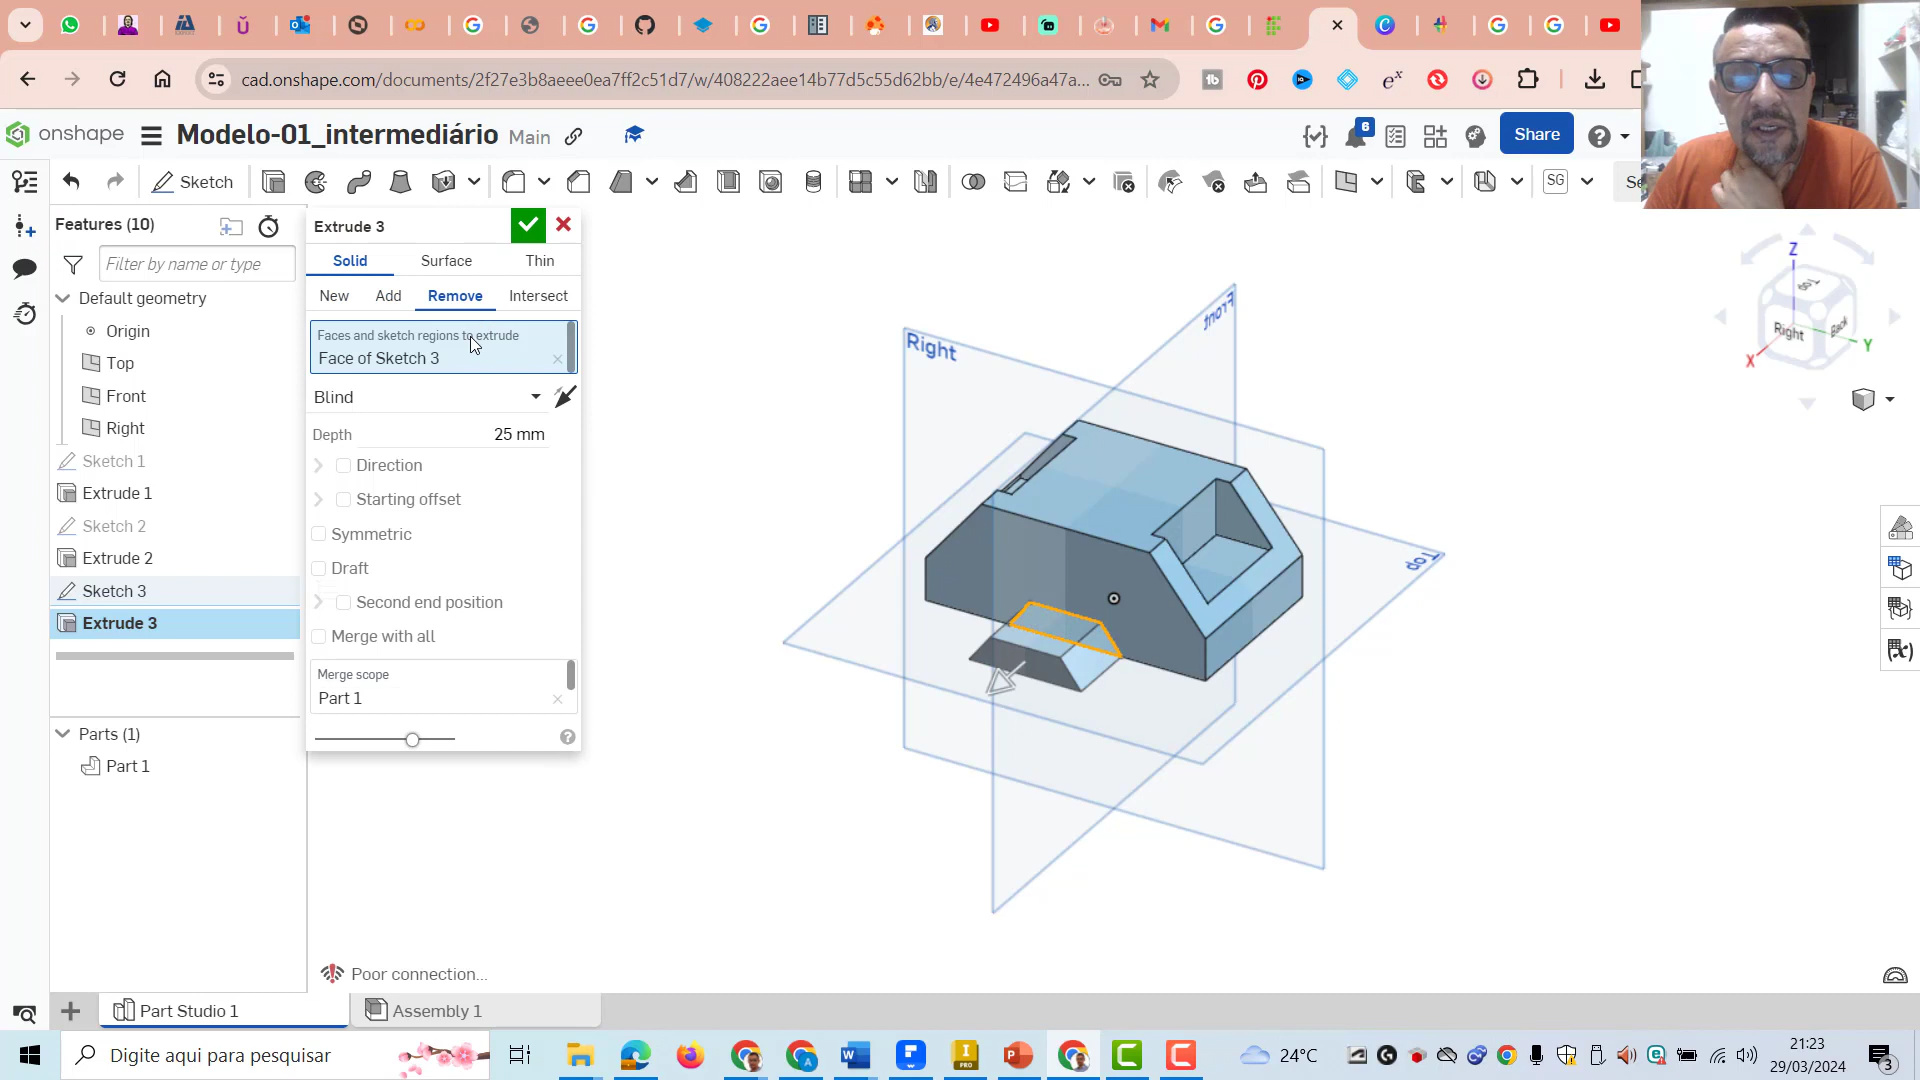 cad.onshape.com/documents/2f27e3b8aeee0ea7ff2c51d7/w/408222aee14b77d5c55d62bb/e/4e472496a47a...
onshape
Modelo-01_intermediário Main
6
Share
Sketch
SG
Se
Features (10)
Filter by name or type
Default geometry
Origin
Top
Front
Right
Sketch 1
Extrude 1
Sketch 2
Extrude 2
Sketch 3
Extrude 3
Parts (1)
Part 1
Extrude 3
Solid Surface Thin
New Add Remove Intersect
Faces and sketch regions to extrude
Face of Sketch 3
Blind
Depth 25 mm
Direction
Starting offset
Symmetric
Draft
Second end position
Merge with all
Merge scope
Part 1
Right
Front
Top
Z
Top
Right
Back
X
Y
Poor connection...
Part Studio 1
Assembly 1
Digite aqui para pesquisar
24°C
21:23
29/03/2024
3